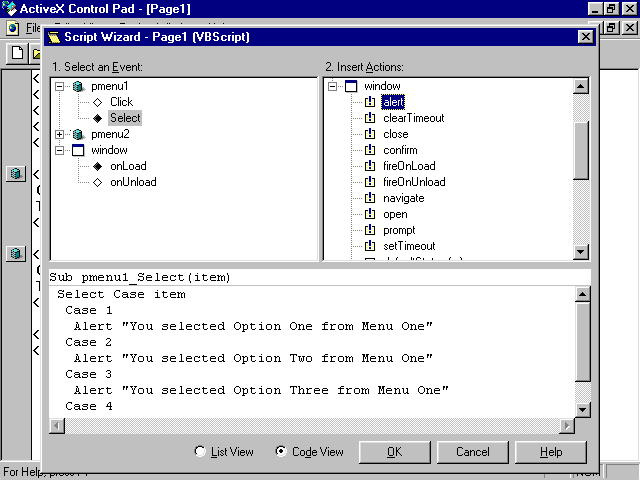 ActiveX Control Pad - [Page1]
Script Wizard - Page1 (VBScript)
1. Select an Event:
pmenu1
Click
Select
pmenu2
window
onLoad
onUnload
2. Insert Actions:
window
alert
clearTimeout
close
confirm
fireOnLoad
fireOnUnload
navigate
open
prompt
setTimeout
Sub pmenu1_Select(item)
Select Case item
Case 1
Alert "You selected Option One from Menu One"
Case 2
Alert "You selected Option Two from Menu One"
Case 3
Alert "You selected Option Three from Menu One"
Case 4
List View
Code View
OK
Cancel
Help
For Help, press F1
NUM